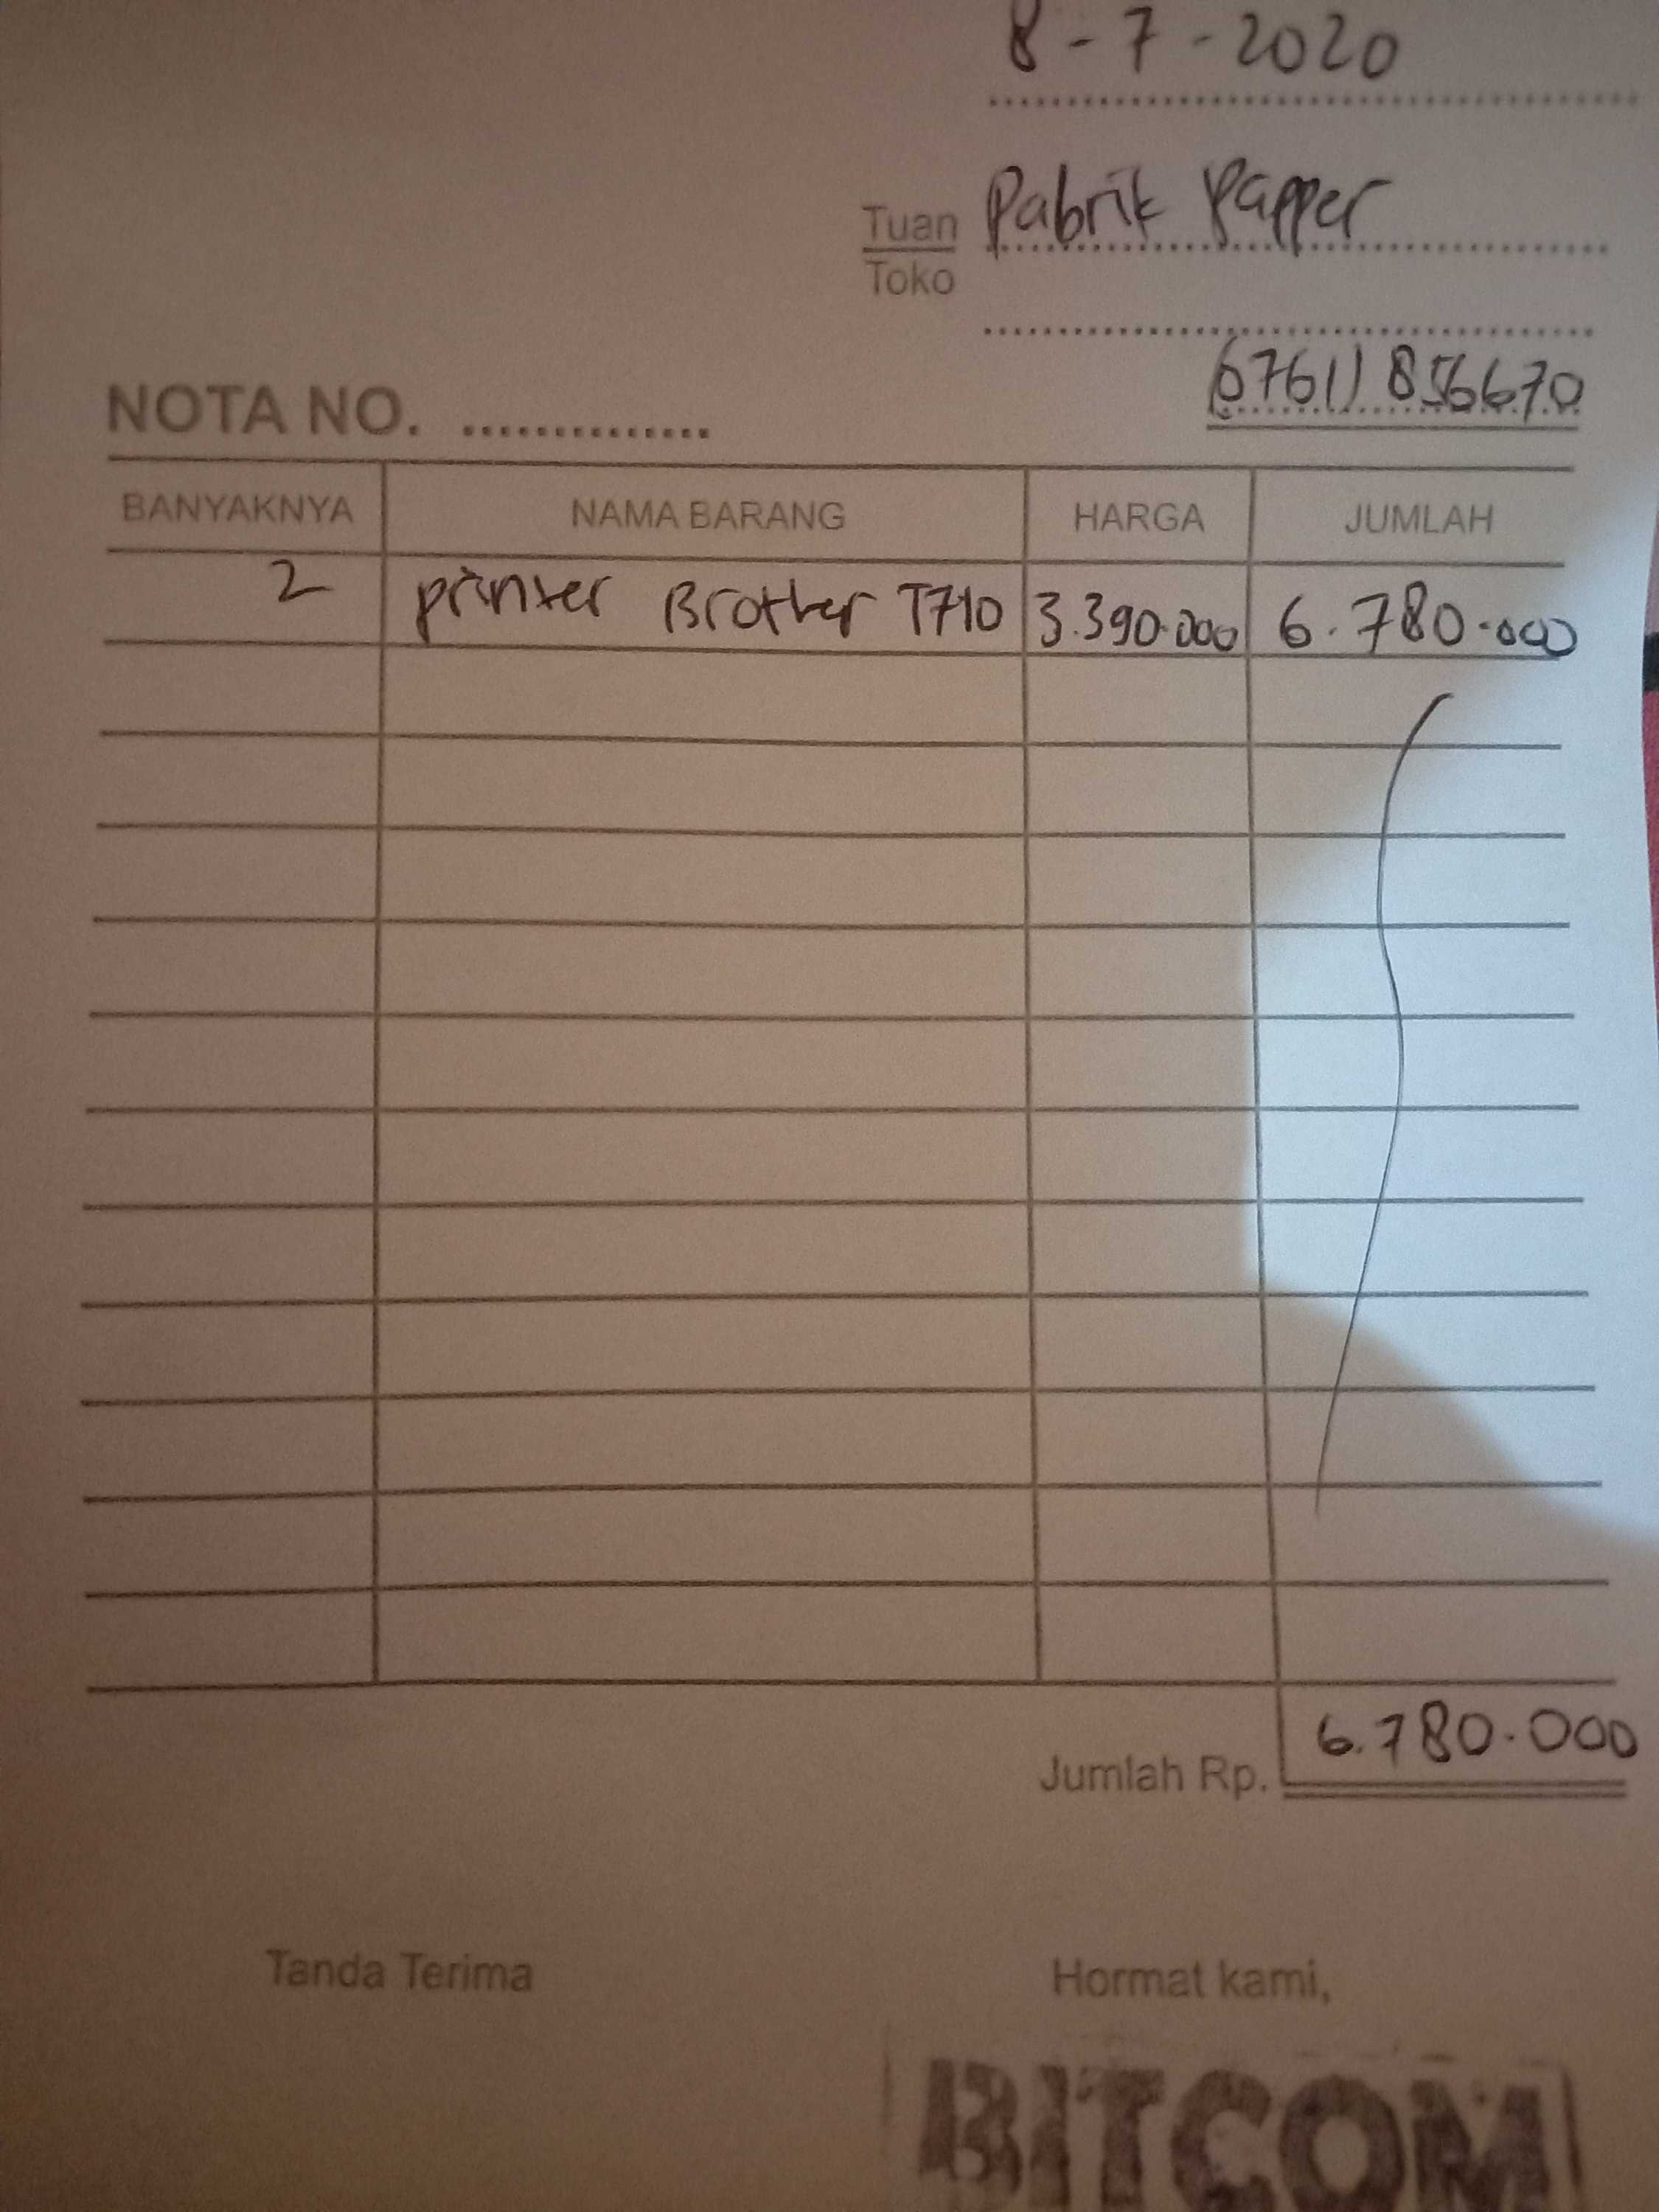 8-7-2020
Tuan Pabrik Papper
Toko
(0761) 856670
NOTA NO. ...............
BANYAKNYA NAMA BARANG HARGA JUMLAH
2 printer Brother T710 3.390.000 6.780.000
Jumlah Rp. 6.780.000
Tanda Terima Hormat kami,
BITCOM